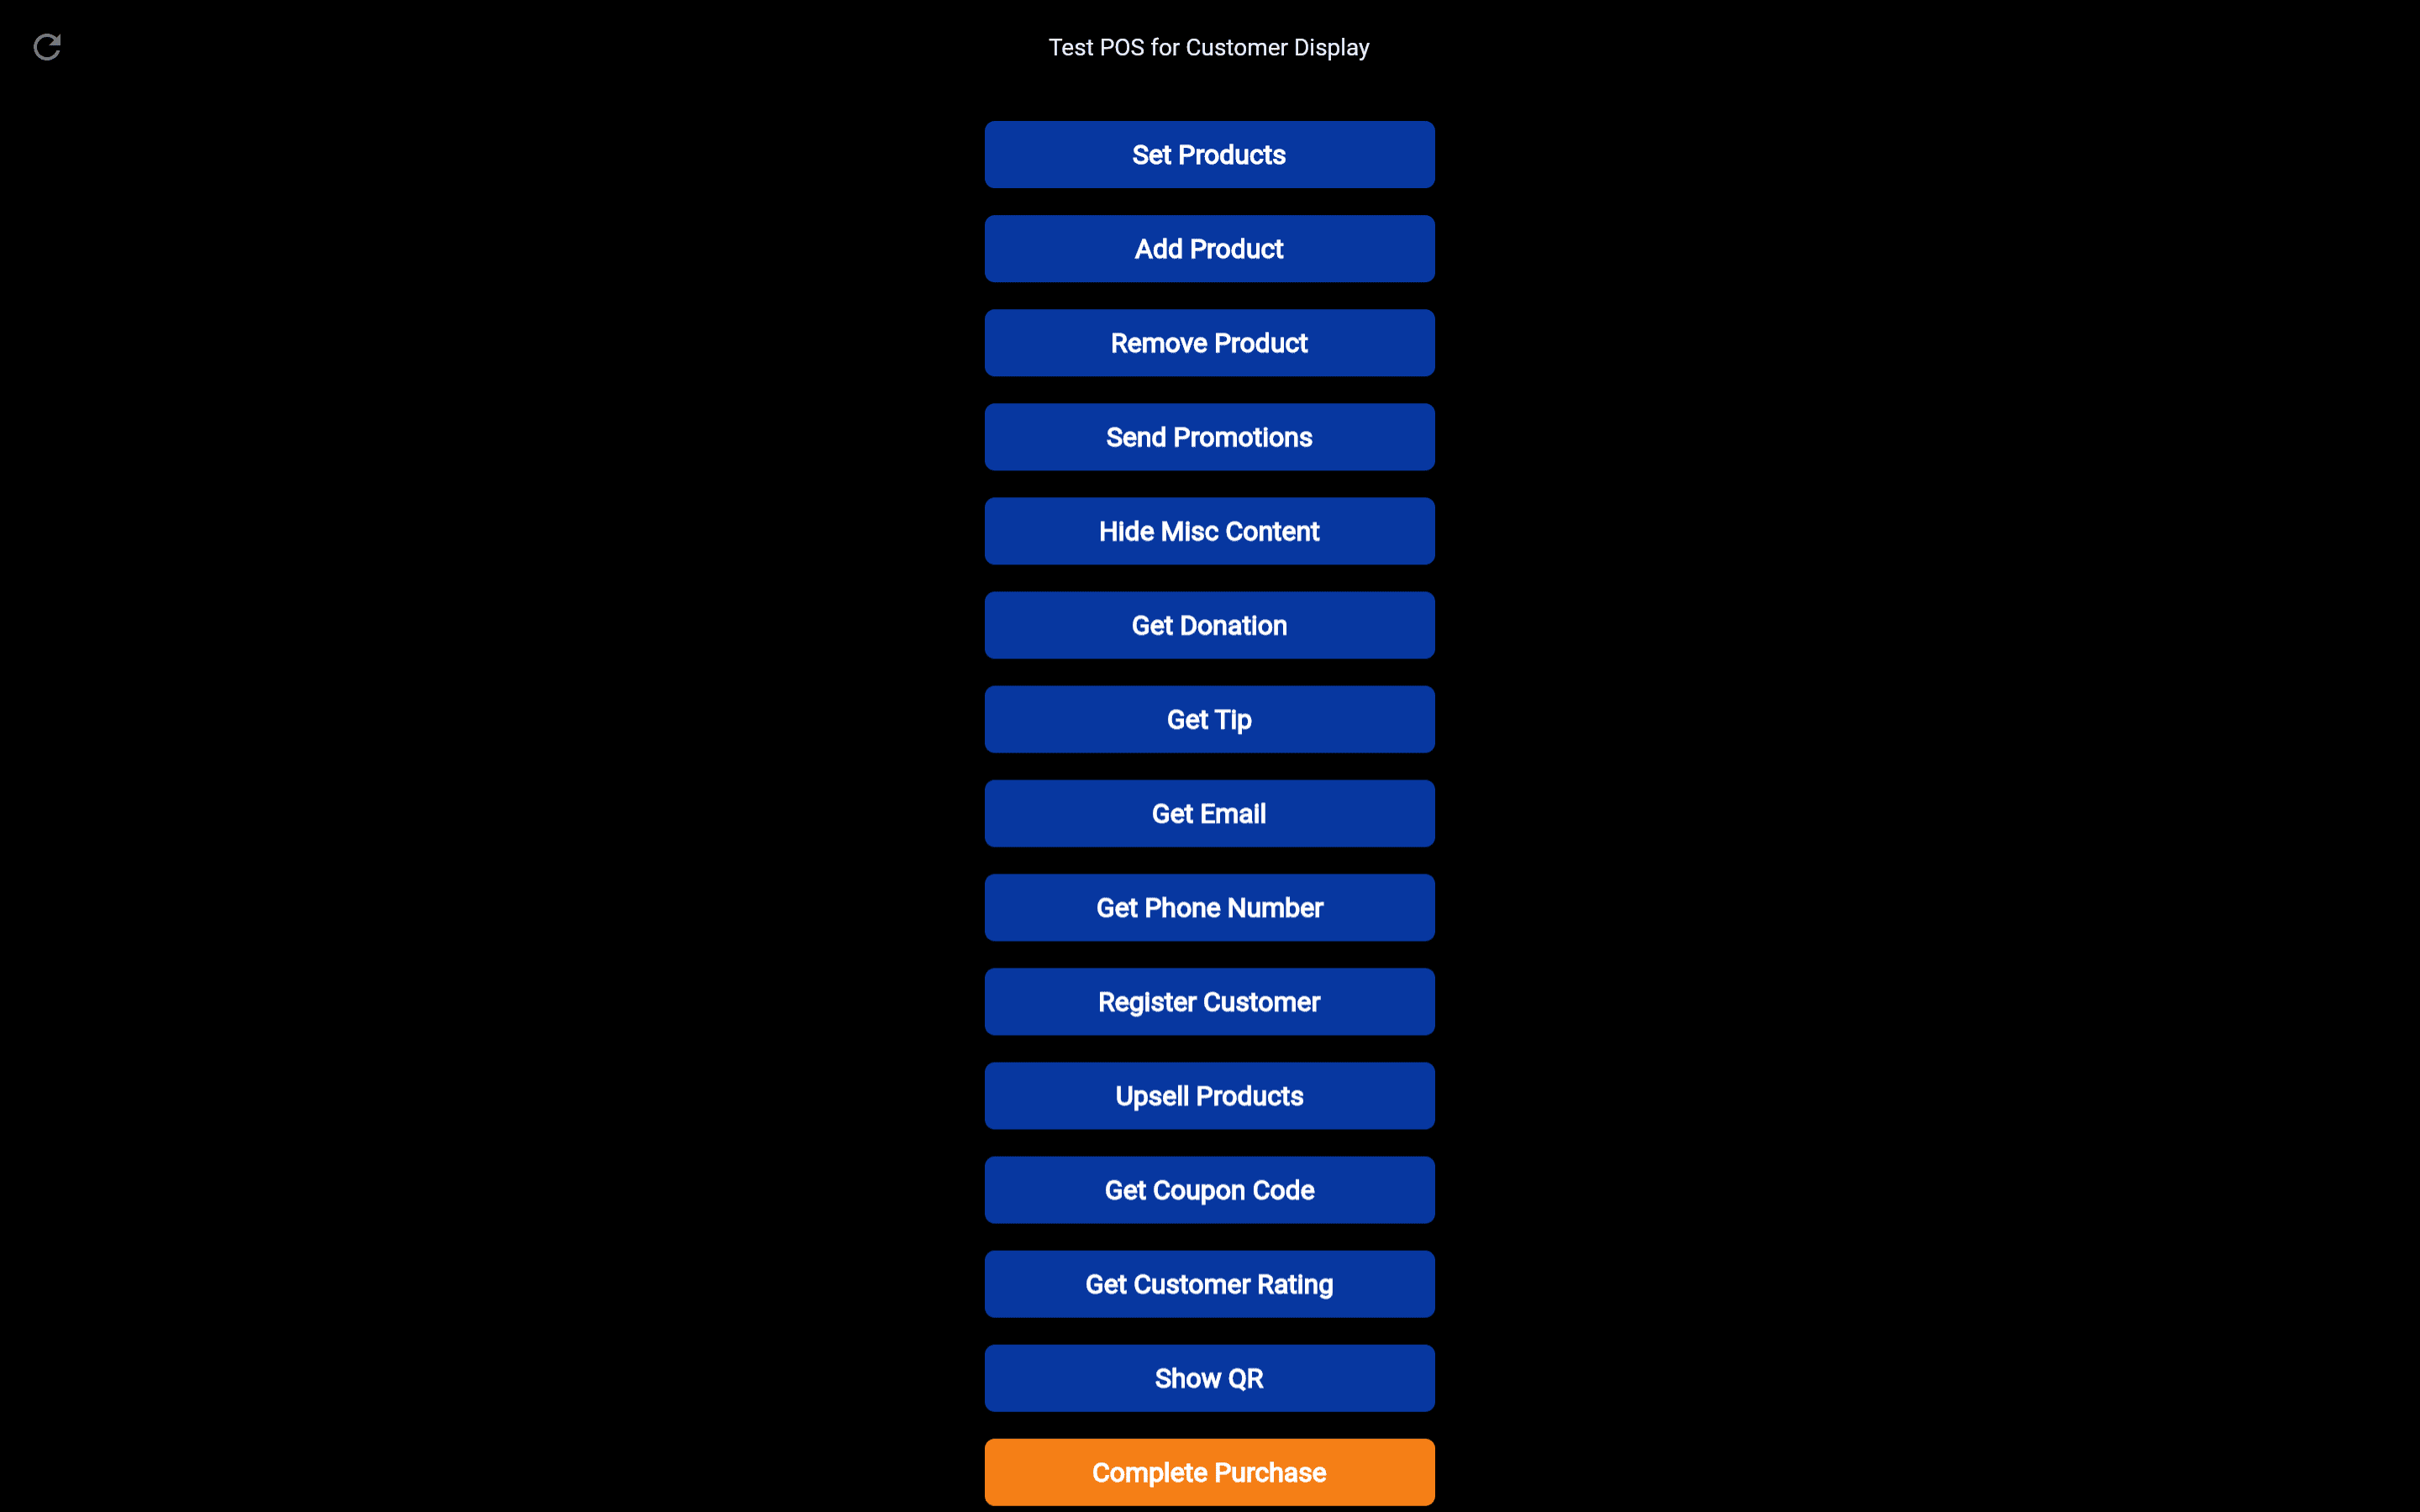 Test POS for Customer Display
Set Products
Add Product
Remove Product
Send Promotions
Hide Misc Content
Get Donation
Get Tip
Get Email
Get Phone Number
Register Customer
Upsell Products
Get Coupon Code
Get Customer Rating
Show QR
Complete Purchase